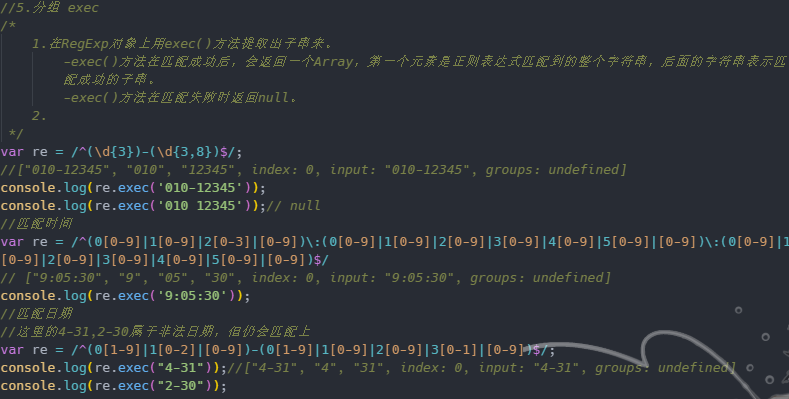 //5.分组 exec
/*
1.在RegExp对象上用exec()方法提取出子串来。
-exec()方法在匹配成功后，会返回一个Array，第一个元素是正则表达式匹配到的整个字符串，后面的字符串表示匹
配成功的子串。
-exec()方法在匹配失败时返回null。
2.
*/
var re = /^(\d{3})-(\d{3,8})$/;
//["010-12345", "010", "12345", index: 0, input: "010-12345", groups: undefined]
console.log(re.exec('010-12345'));
console.log(re.exec('010 12345'));// null
//匹配时间
var re = /^(0[0-9]|1[0-9]|2[0-3]|[0-9])\:(0[0-9]|1[0-9]|2[0-9]|3[0-9]|4[0-9]|5[0-9]|[0-9])\:(0[0-9]|1
[0-9]|2[0-9]|3[0-9]|4[0-9]|5[0-9]|[0-9])$/
// ["9:05:30", "9", "05", "30", index: 0, input: "9:05:30", groups: undefined]
console.log(re.exec('9:05:30'));
//匹配日期
//这里的4-31,2-30属于非法日期，但仍会匹配上
var re = /^(0[1-9]|1[0-2]|[0-9])-(0[1-9]|1[0-9]|2[0-9]|3[0-1]|[0-9])$/;
console.log(re.exec("4-31"));//["4-31", "4", "31", index: 0, input: "4-31", groups: undefined]
console.log(re.exec("2-30"));